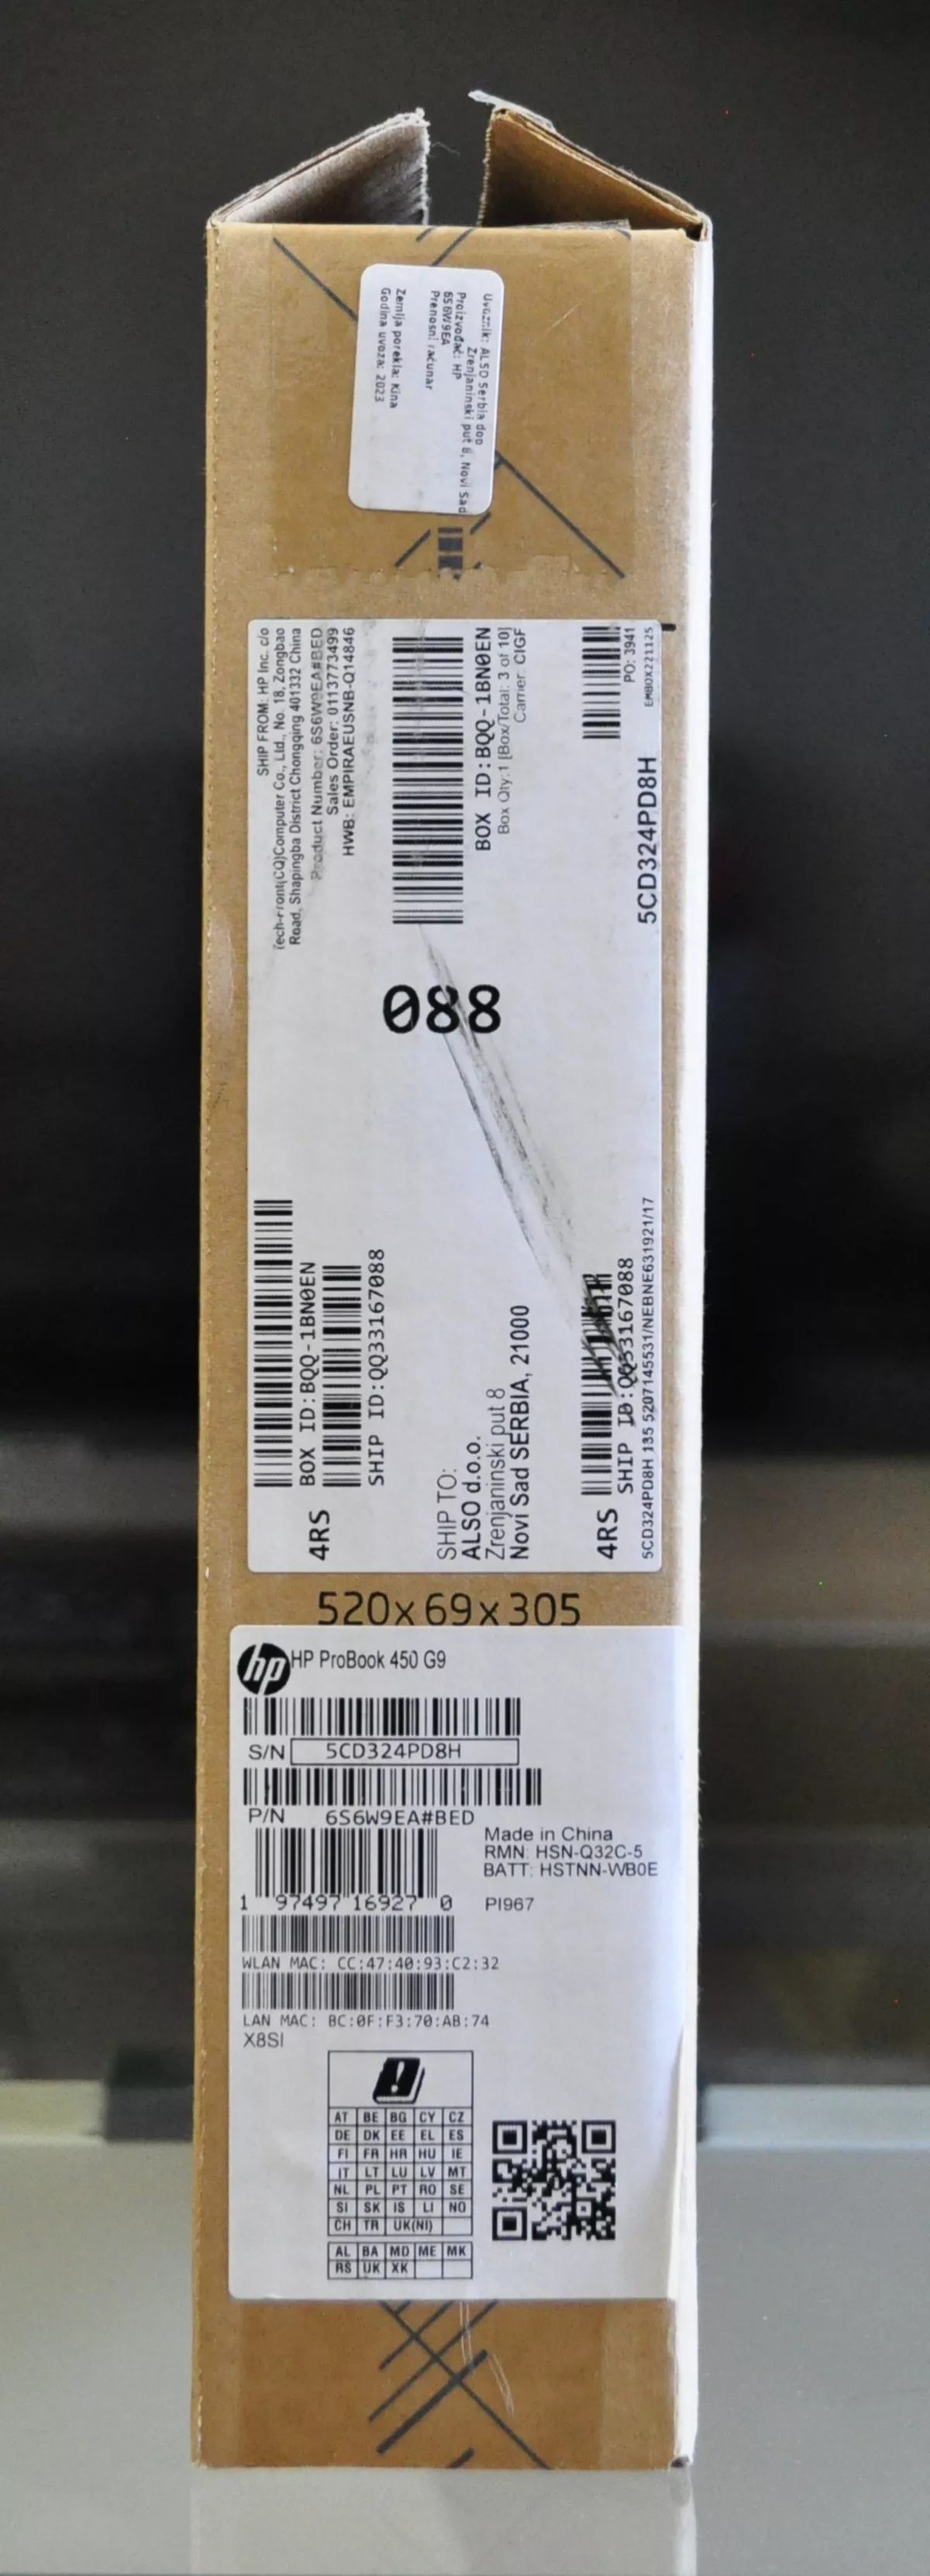 Uvoznik: ALSO Serbia doo
Zrenjaninski put 8, Novi Sad
Proizvođač: HP
6S6W9EA
Prenosni računar
Zemlja porekla: Kina
Godina uvoza: 2023
SHIP FROM: HP Inc. c/o
Tech-Front(CQ)Computer Co., Ltd., No. 18, Zongbao
Road, Shapingba District Chongqing 401332 China
Product Number: 6S6W9EA#BED
Sales Order: 0113773499
HWB: EMPIRAEUSNB-Q14846
BOX ID:BQQ-1BN0EN
Box Qty:1 [Box/Total: 3 of 10]
Carrier: CIGF
PO: 3941
EMBOX221125
5CD324PD8H
088
BOX ID:BQQ-1BN0EN
4RS
SHIP ID:QQ33167088
SHIP TO:
ALSO d.o.o.
Zrenjaninski put 8
Novi Sad SERBIA, 21000
4RS
SHIP ID:QQ33167088
5CD324PD8H 135 5207145531/NEBNE631921/17
520x69x305
hp HP ProBook 450 G9
S/N 5CD324PD8H
P/N 6S6W9EA#BED
Made in China
RMN: HSN-Q32C-5
BATT: HSTNN-WB0E
1 97497 16927 0
PI967
WLAN MAC: CC:47:40:93:C2:32
LAN MAC: BC:0F:F3:70:AB:74
X8SI
!
AT BE BG CY CZ
DE DK EE EL ES
FI FR HR HU IE
IT LT LU LV MT
NL PL PT RO SE
SI SK IS LI NO
CH TR UK(NI)
AL BA MD ME MK
RS UK XK